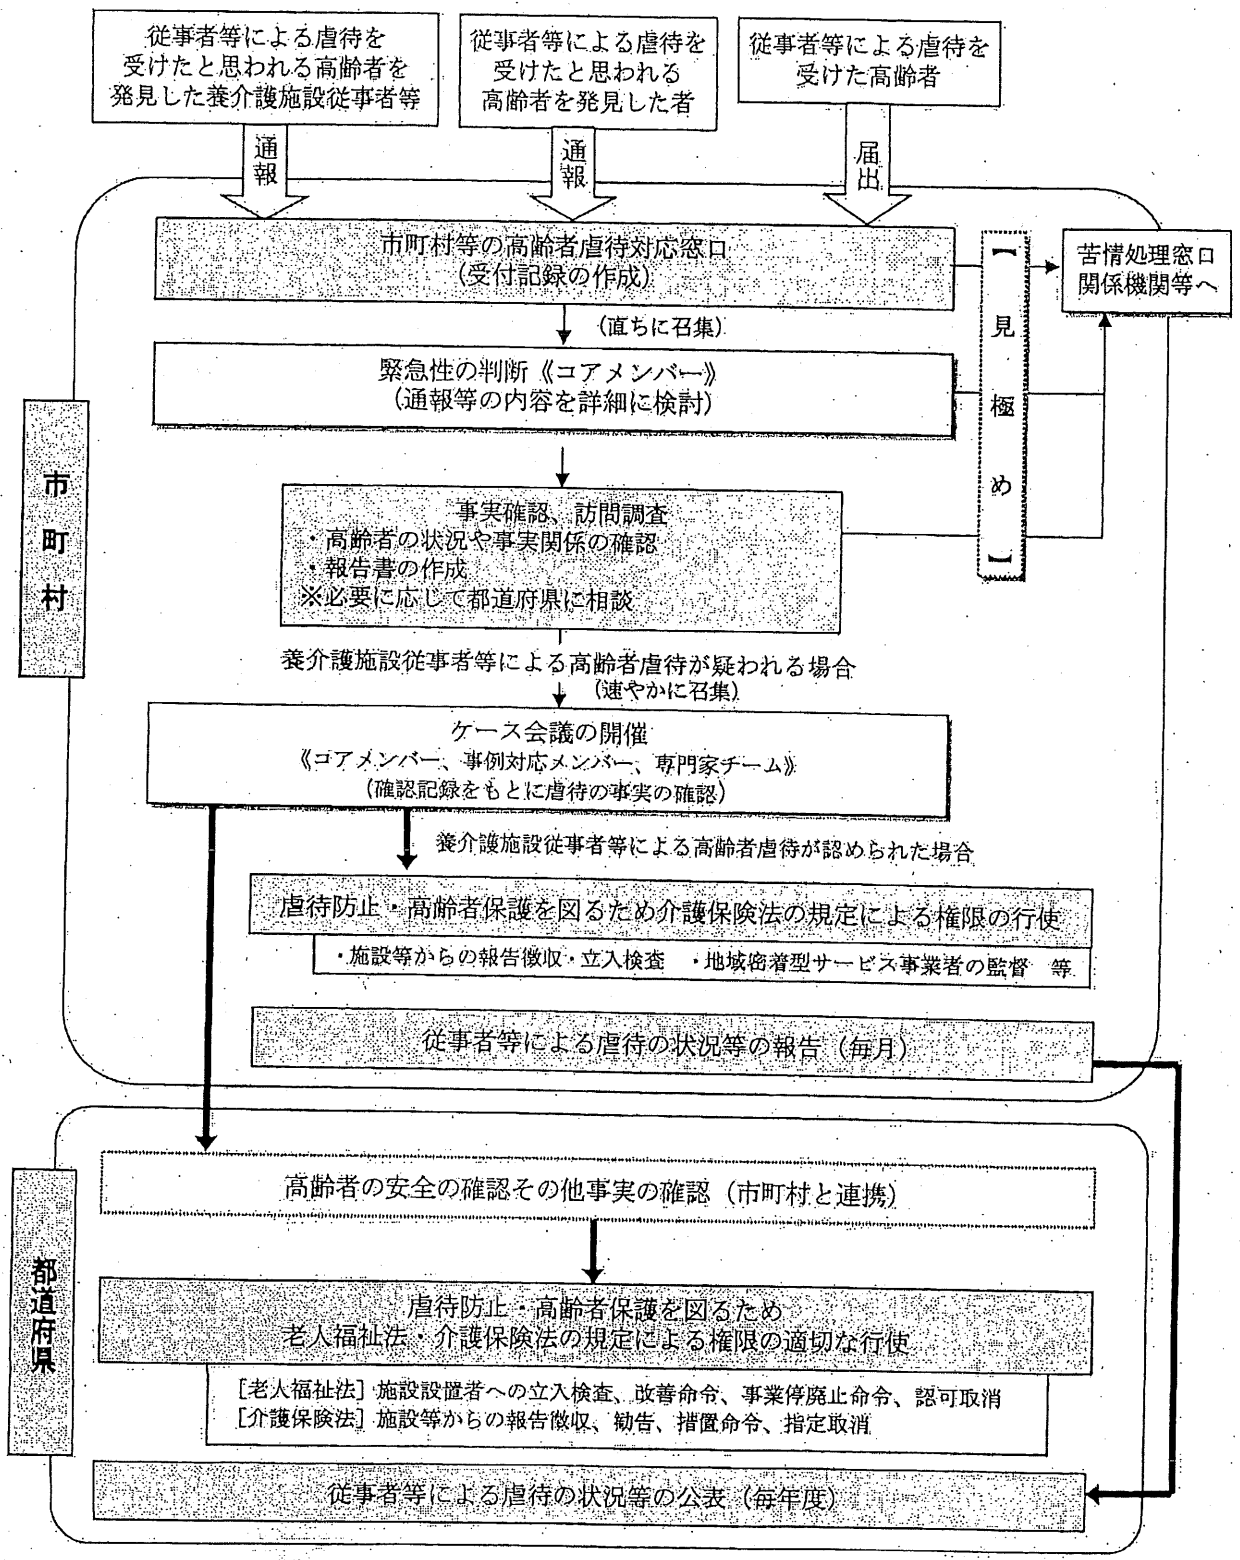 従事者等による虐待を
受けたと思われる高齢者を
発見した養介護施設従事者等
従事者等による虐待を
受けたと思われる
高齢者を発見した者
従事者等による虐待を
受けた高齢者
通報
通報
届出
市町村等の高齢者虐待対応窓口
(受付記録の作成)
【見極め】
苦情処理窓口
関係機関等へ
(直ちに召集)
緊急性の判断《コアメンバー》
(通報等の内容を詳細に検討)
市町村
事実確認、訪問調査
・高齢者の状況や事実関係の確認
・報告書の作成
※必要に応じて都道府県に相談
養介護施設従事者等による高齢者虐待が疑われる場合
(速やかに召集)
ケース会議の開催
《コアメンバー、事例対応メンバー、専門家チーム》
(確認記録をもとに虐待の事実の確認)
養介護施設従事者等による高齢者虐待が認められた場合
虐待防止・高齢者保護を図るため介護保険法の規定による権限の行使
・施設等からの報告徴収・立入検査 ・地域密着型サービス事業者の監督 等
従事者等による虐待の状況等の報告（毎月）
都道府県
高齢者の安全の確認その他事実の確認（市町村と連携）
虐待防止・高齢者保護を図るため
老人福祉法・介護保険法の規定による権限の適切な行使
[老人福祉法] 施設設置者への立入検査、改善命令、事業停廃止命令、認可取消
[介護保険法] 施設等からの報告徴収、勧告、措置命令、指定取消
従事者等による虐待の状況等の公表（毎年度）